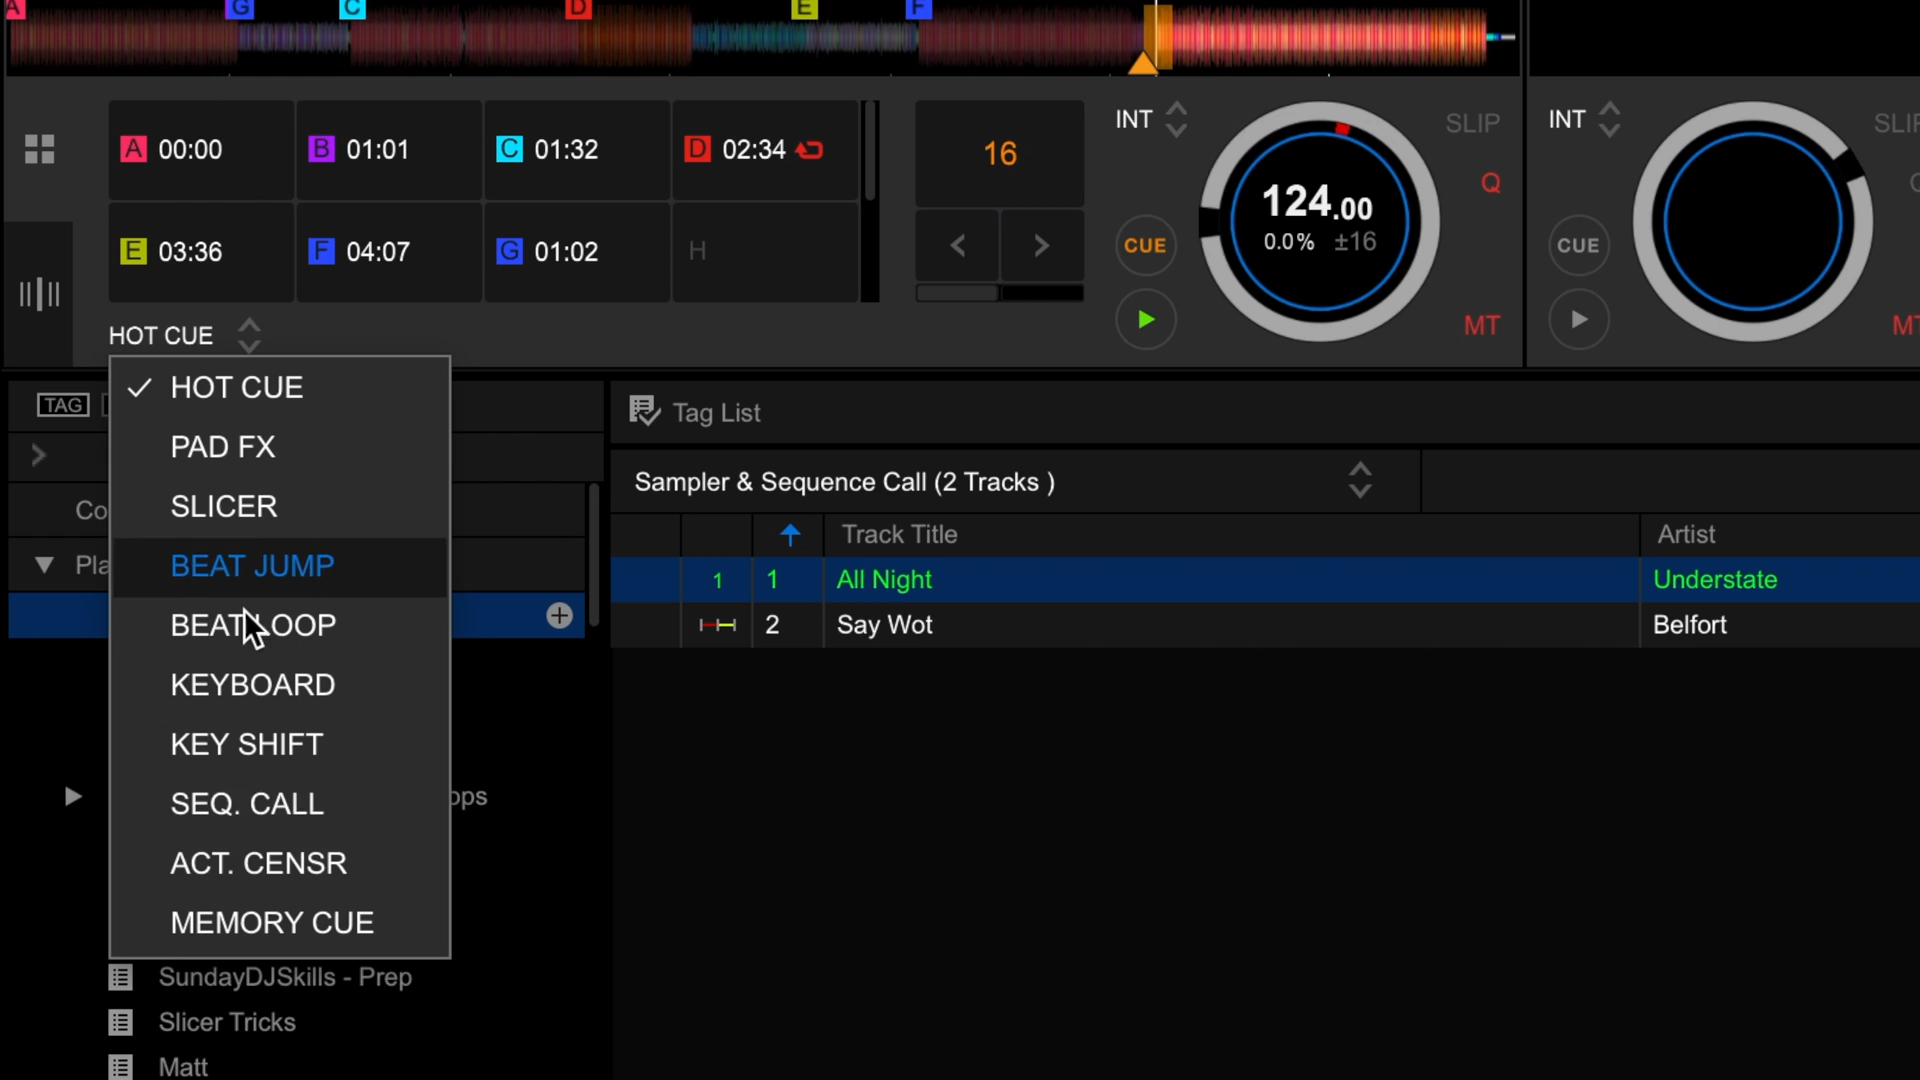 A G C D E F
A 00:00 B 01:01 C 01:32 D 02:34
E 03:36 F 04:07 G 01:02 H
16
INT
CUE
124.00
0.0% ±16
SLIP
Q
MT
INT
CUE
SLIP
MT
HOT CUE
HOT CUE
PAD FX
SLICER
BEAT JUMP
BEAT LOOP
KEYBOARD
KEY SHIFT
SEQ. CALL
ACT. CENSR
MEMORY CUE
TAG
Co
Pla
ops
SundayDJSkills - Prep
Slicer Tricks
Matt
Tag List
Sampler & Sequence Call (2 Tracks )
Track Title Artist
1 1 All Night Understate
2 Say Wot Belfort